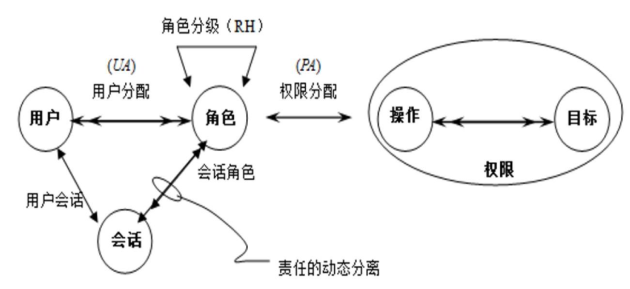 角色分级（RH）
(UA)
用户分配
(PA)
权限分配
用户
角色
操作
目标
权限
会话角色
用户会话
会话
责任的动态分离